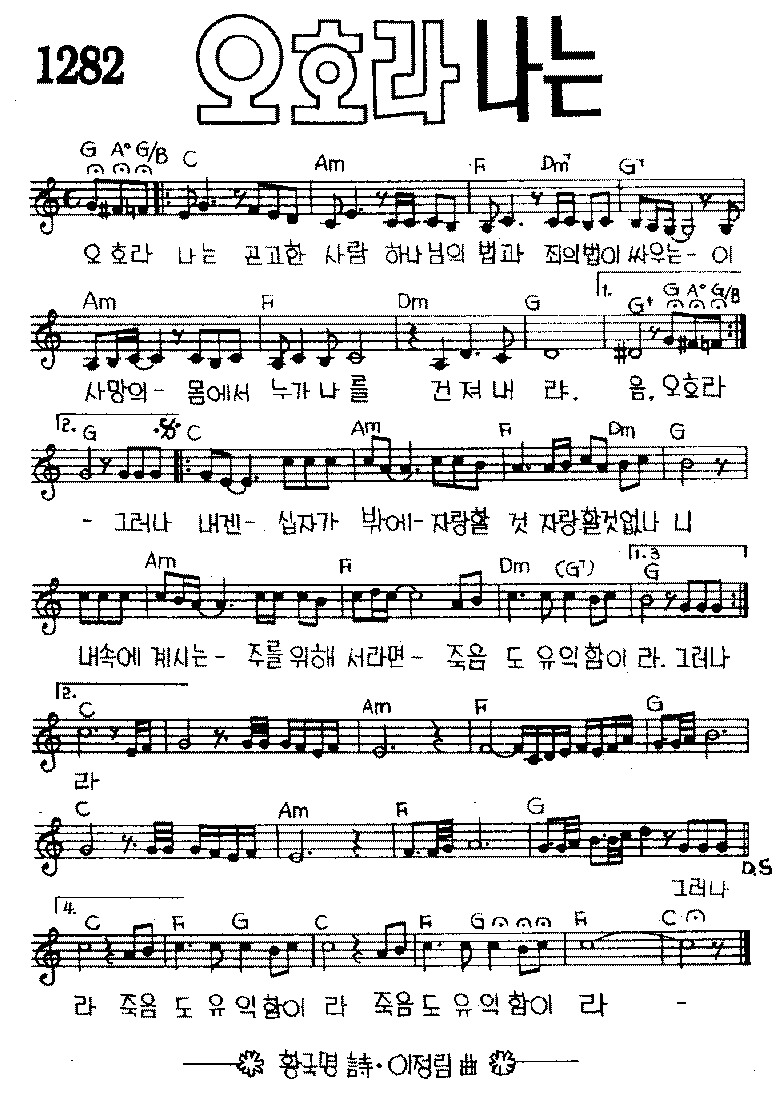 1282 오호라 나는
G A° G/B C Am F Dm7 G7
오 호라 나는 곤고한 사람 하나님의 법과 죄의법이 싸우는- 이
Am F Dm G 1. G7 G A° G/B
사망의- 몸에서 누가 나 를 건 져 내 랴. 음, 오호라
2. G C Am F Dm G
- 그러나 내겐- 십자가 밖에- 자랑할 것 자랑할것없나 니
Am F Dm (G7) 1.3 G
내속에 계시는- 주를 위해 서라면- 죽음 도 유익함이 라. 그러나
2. C Am F G
라
C Am F G
D.S
그러나
4. C F G C F G F C
라 죽음 도 유익함이 라 죽음도 유 익 함이 라 -
황국명 詩·이정림 曲